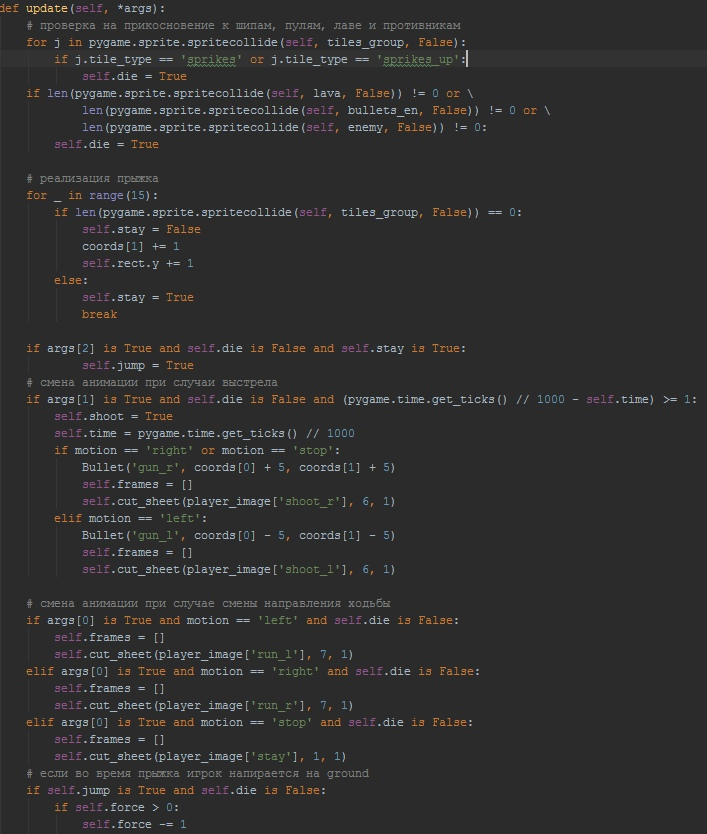 def update(self, *args):
    # проверка на прикосновение к шипам, пулям, лаве и противникам
    for j in pygame.sprite.spritecollide(self, tiles_group, False):
        if j.tile_type == 'sprikes' or j.tile_type == 'sprikes_up':
            self.die = True
    if len(pygame.sprite.spritecollide(self, lava, False)) != 0 or \
            len(pygame.sprite.spritecollide(self, bullets_en, False)) != 0 or \
            len(pygame.sprite.spritecollide(self, enemy, False)) != 0:
        self.die = True

    # реализация прыжка
    for _ in range(15):
        if len(pygame.sprite.spritecollide(self, tiles_group, False)) == 0:
            self.stay = False
            coords[1] += 1
            self.rect.y += 1
        else:
            self.stay = True
            break

    if args[2] is True and self.die is False and self.stay is True:
            self.jump = True
    # смена анимации при случаи выстрела
    if args[1] is True and self.die is False and (pygame.time.get_ticks() // 1000 - self.time) >= 1:
        self.shoot = True
        self.time = pygame.time.get_ticks() // 1000
        if motion == 'right' or motion == 'stop':
            Bullet('gun_r', coords[0] + 5, coords[1] + 5)
            self.frames = []
            self.cut_sheet(player_image['shoot_r'], 6, 1)
        elif motion == 'left':
            Bullet('gun_l', coords[0] - 5, coords[1] - 5)
            self.frames = []
            self.cut_sheet(player_image['shoot_l'], 6, 1)

    # смена анимации при случае смены направления ходьбы
    if args[0] is True and motion == 'left' and self.die is False:
        self.frames = []
        self.cut_sheet(player_image['run_l'], 7, 1)
    elif args[0] is True and motion == 'right' and self.die is False:
        self.frames = []
        self.cut_sheet(player_image['run_r'], 7, 1)
    elif args[0] is True and motion == 'stop' and self.die is False:
        self.frames = []
        self.cut_sheet(player_image['stay'], 1, 1)
    # если во время прыжка игрок напирается на ground
    if self.jump is True and self.die is False:
        if self.force > 0:
            self.force -= 1